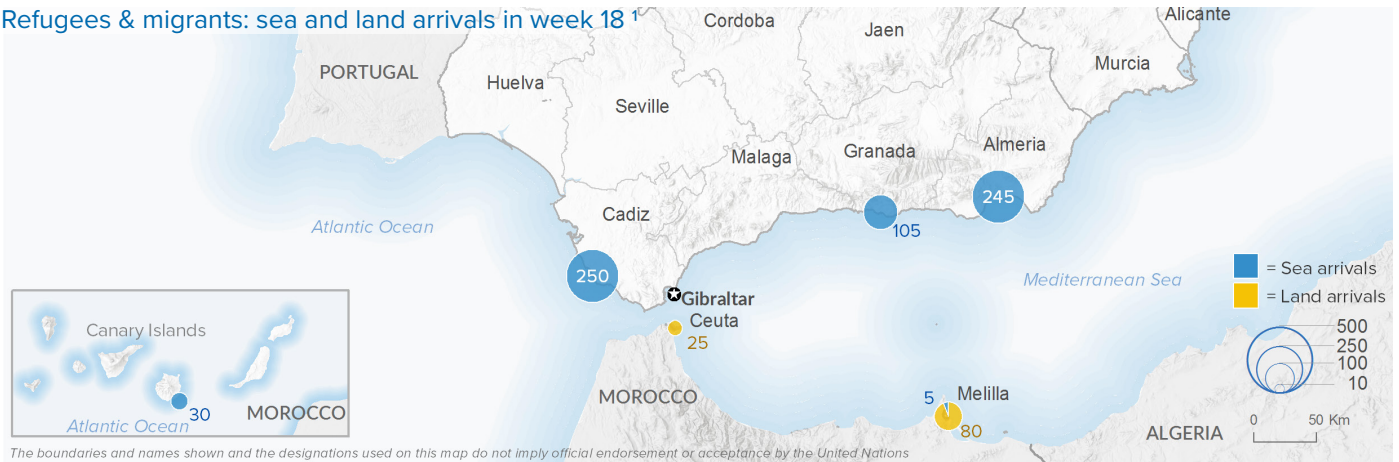 Refugees & migrants: sea and land arrivals in week 18 ¹
Cordoba
Alicante
Jaen
PORTUGAL
Murcia
Huelva
Seville
Almeria
Granada
Malaga
245
Cadiz
Atlantic Ocean
105
250
Mediterranean Sea
= Sea arrivals
Gibraltar
= Land arrivals
Ceuta
25
500
250
100
10
Canary Islands
30
MOROCCO
Atlantic Ocean
MOROCCO
5
Melilla
80
0 50 Km
ALGERIA
The boundaries and names shown and the designations used on this map do not imply official endorsement or acceptance by the United Nations